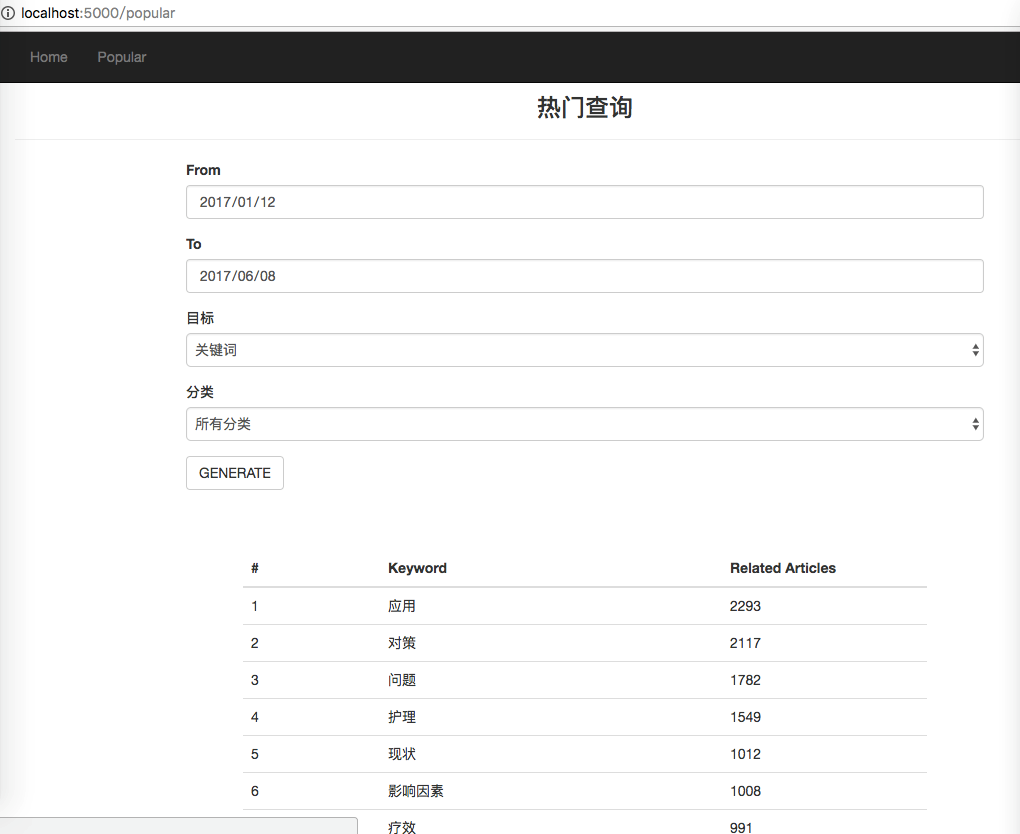 localhost:5000/popular
Home Popular
热门查询
From
2017/01/12
To
2017/06/08
目标
关键词
分类
所有分类
GENERATE
# Keyword Related Articles
1 应用 2293
2 对策 2117
3 问题 1782
4 护理 1549
5 现状 1012
6 影响因素 1008
疗效 991